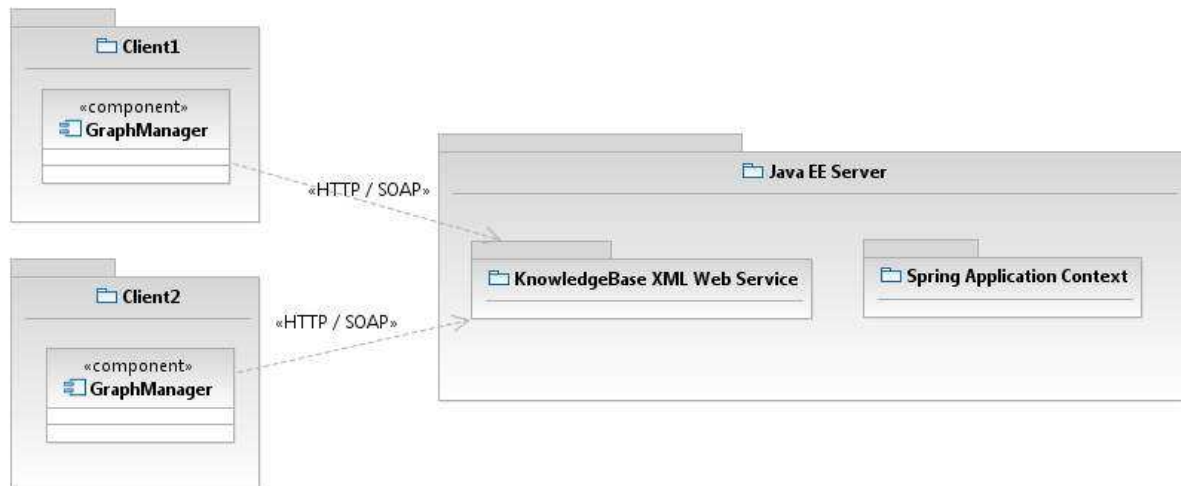 Client1
«component»
GraphManager
«HTTP / SOAP»
Java EE Server
KnowledgeBase XML Web Service
Spring Application Context
Client2
«HTTP / SOAP»
«component»
GraphManager